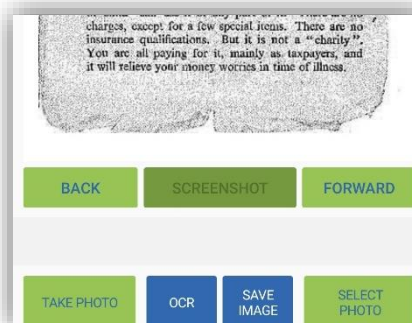 charges, except for a few special items. There are no
insurance qualifications. But it is not a "charity".
You are all paying for it, mainly as taxpayers, and
it will relieve your money worries in time of illness.
BACK
SCREENSHOT
FORWARD
TAKE PHOTO
OCR
SAVE
IMAGE
SELECT
PHOTO